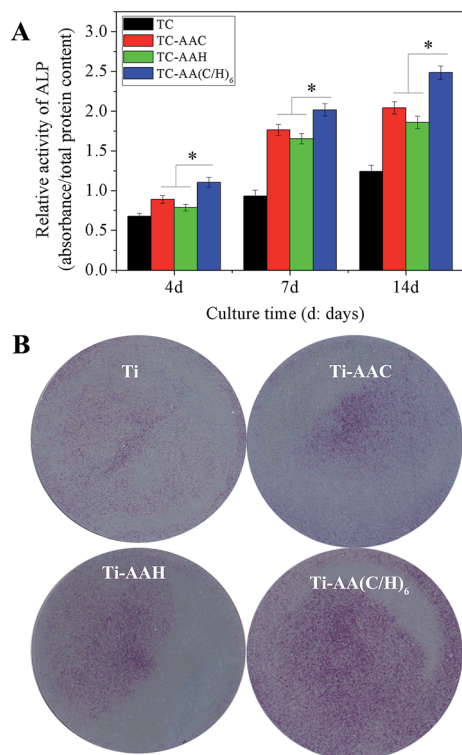 A
TC
TC-AAC
TC-AAH
TC-AA(C/H)6
Relative activity of ALP
(absorbance/total protein content)
3.0
2.5
2.0
1.5
1.0
0.5
0.0
*
*
*
4d
7d
14d
Culture time (d: days)
B
Ti
Ti-AAC
Ti-AAH
Ti-AA(C/H)6